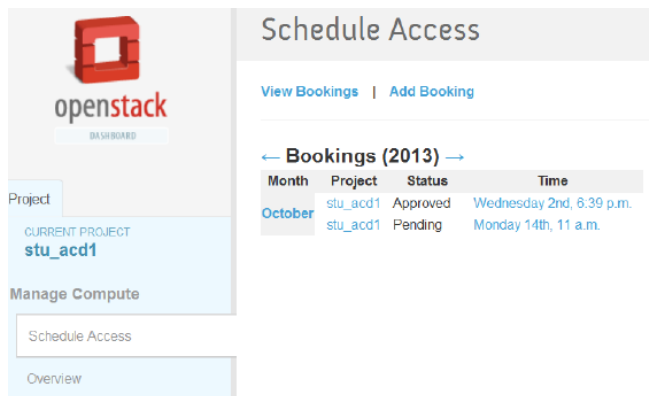 openstack
DASHBOARD
Project
CURRENT PROJECT
stu_acd1
Manage Compute
Schedule Access
Overview
Schedule Access
View Bookings | Add Booking
← Bookings (2013) →
Month Project Status Time
October stu_acd1 Approved Wednesday 2nd, 6:39 p.m.
stu_acd1 Pending Monday 14th, 11 a.m.